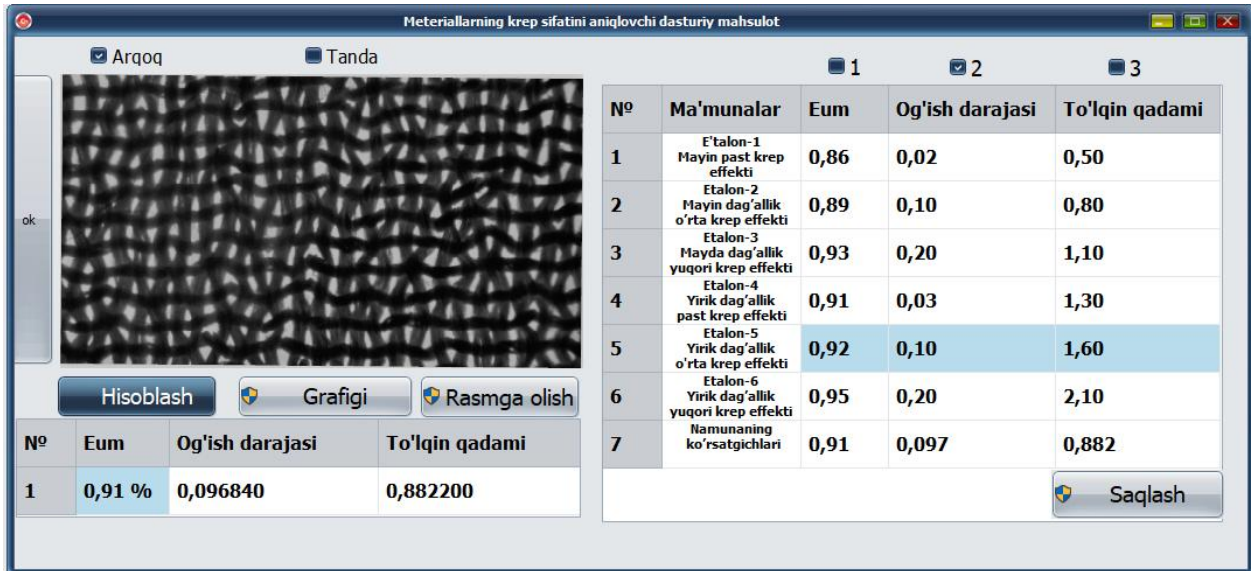 Meteriallarning krep sifatini aniqlovchi dasturiy mahsulot
Arqoq Tanda
ok
Hisoblash Grafigi Rasmga olish
Nº Eum Og'ish darajasi To'lqin qadami
1 0,91 % 0,096840 0,882200
1 2 3
Nº Ma'munalar Eum Og'ish darajasi To'lqin qadami
1 E'talon-1 0,86 0,02 0,50
Mayin past krep
effekti
2 Etalon-2 0,89 0,10 0,80
Mayin dag’allik
o’rta krep effekti
3 Etalon-3 0,93 0,20 1,10
Mayda dag’allik
yuqori krep effekti
4 Etalon-4 0,91 0,03 1,30
Yirik dag’allik
past krep effekti
5 Etalon-5 0,92 0,10 1,60
Yirik dag’allik
o'rta krep effekti
6 Etalon-6 0,95 0,20 2,10
Yirik dag’allik
yuqori krep effekti
7 Namunaning 0,91 0,097 0,882
ko’rsatgichlari
Saqlash